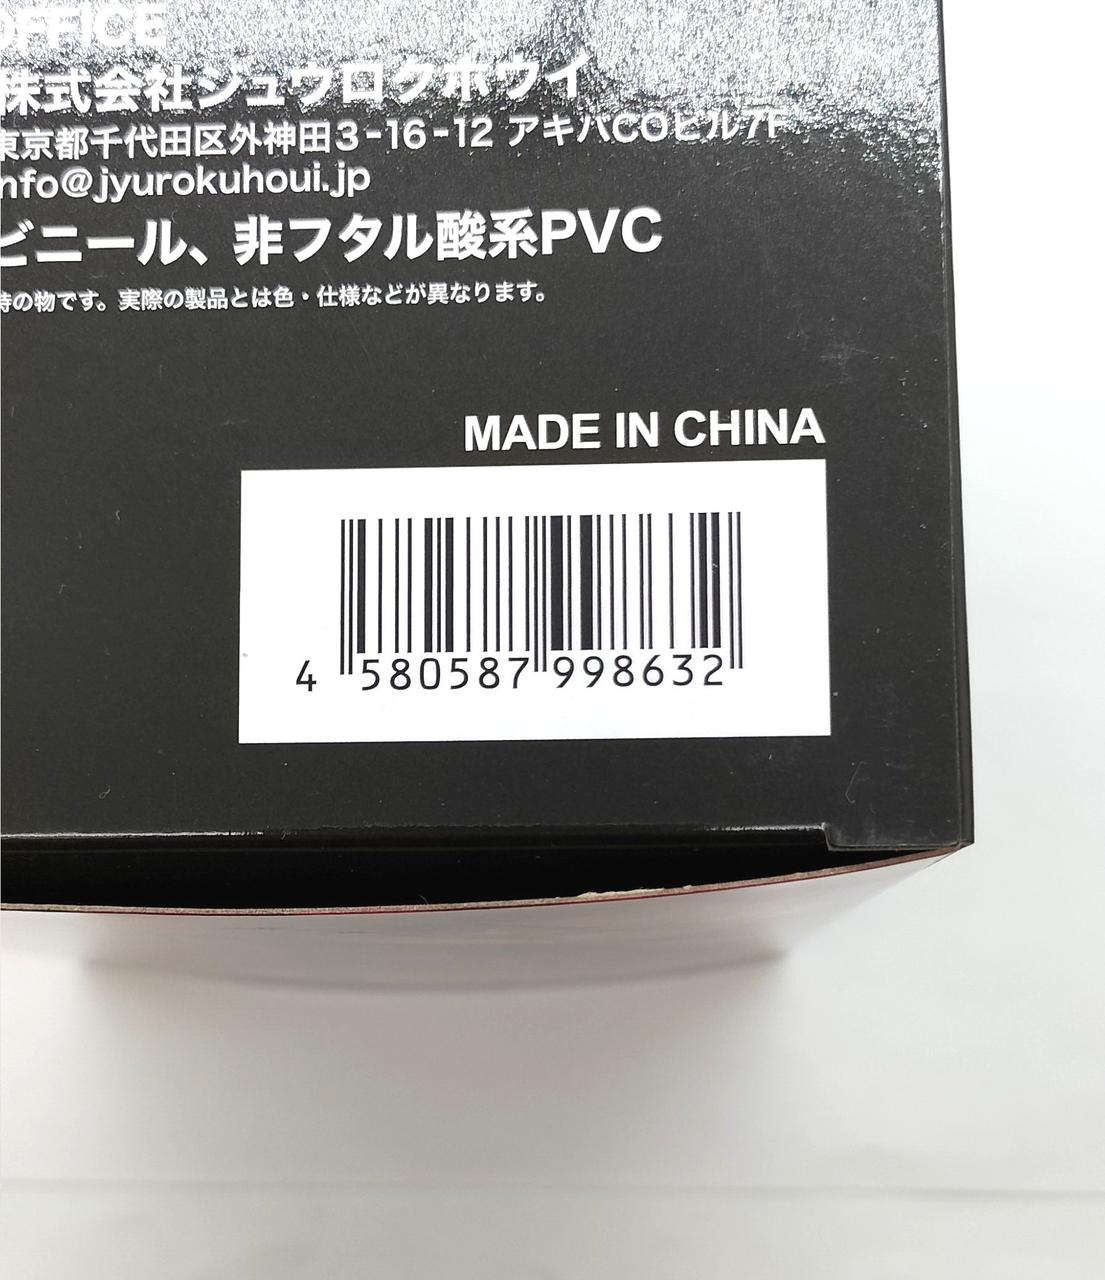 OFFICE
株式会社ジュウロクホウイ
東京都千代田区外神田3-16-12 アキバCOビル7F
info@jyurokuhoui.jp
ビニール、非フタル酸系PVC
時の物です。実際の製品とは色・仕様などが異なります。
MADE IN CHINA
4 580587 998632